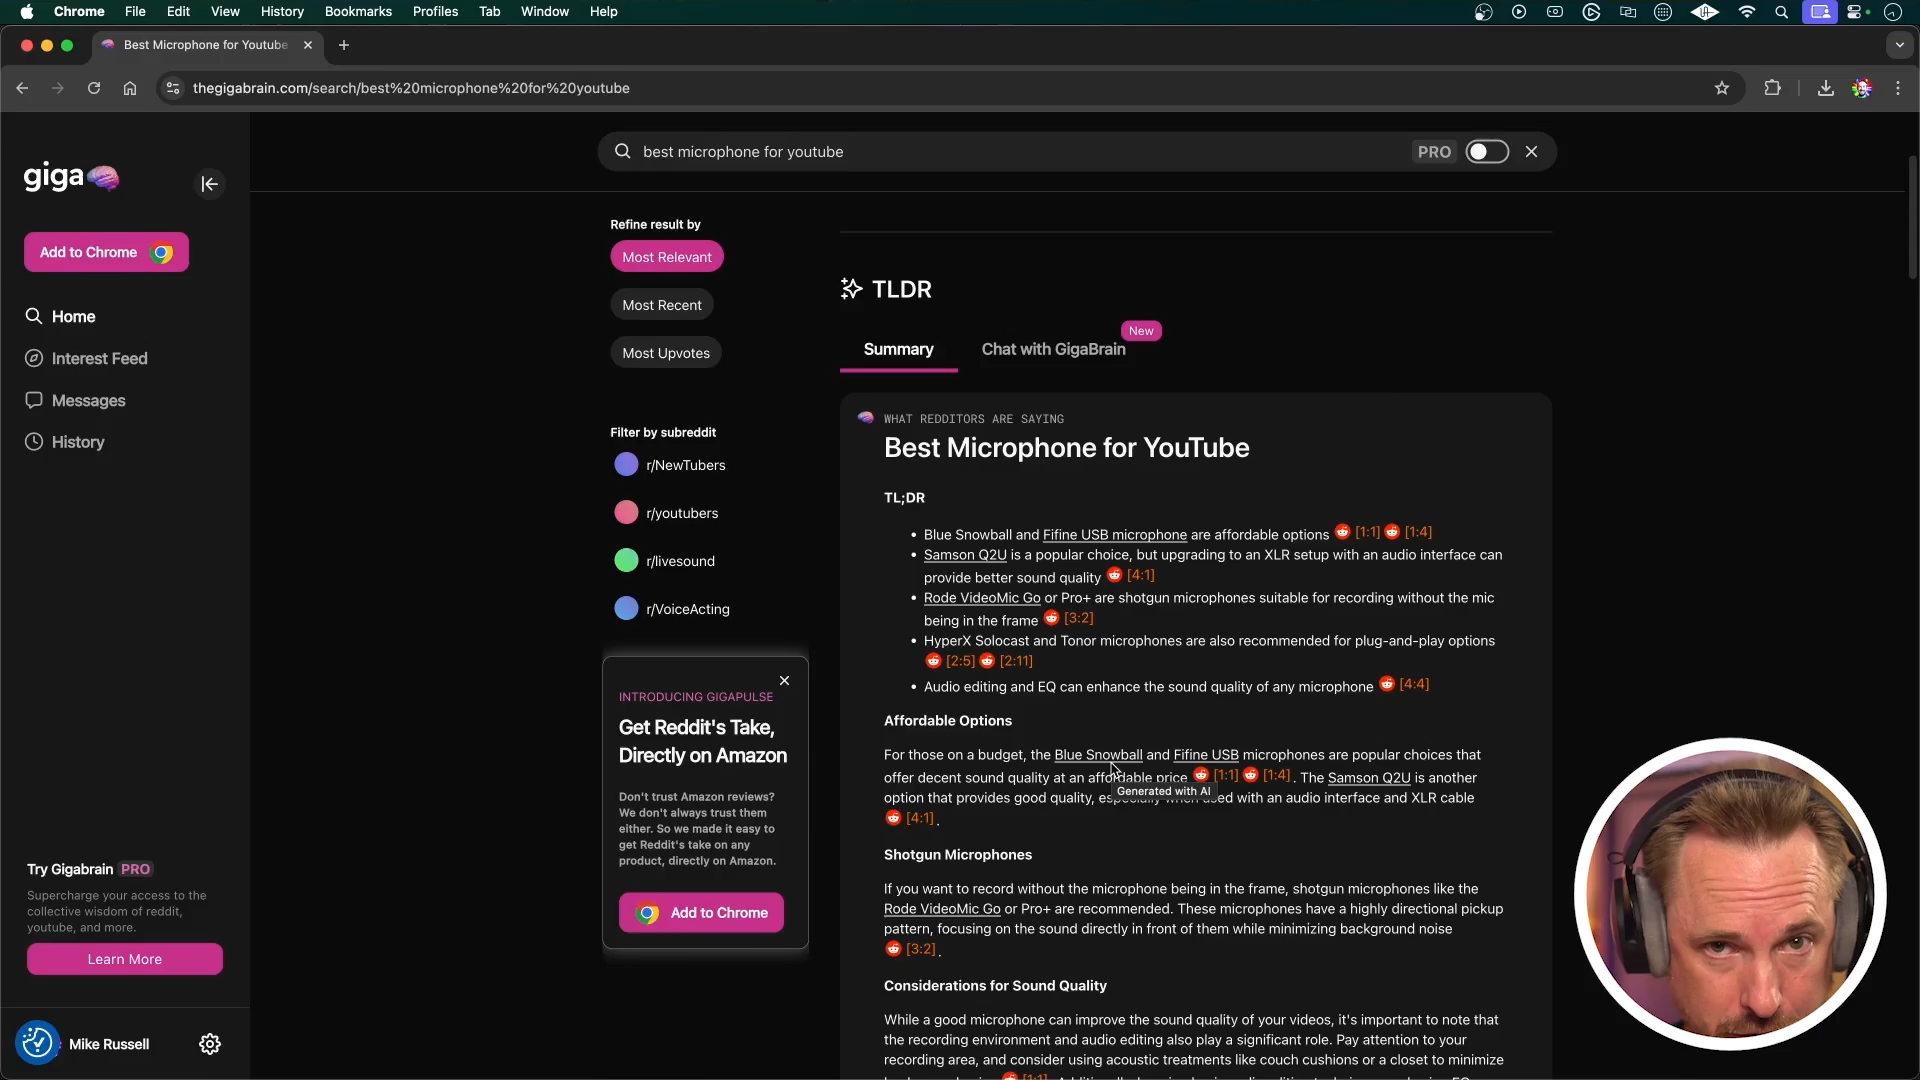 Chrome File Edit View History Bookmarks Profiles Tab Window Help
Best Microphone for Youtube
thegigabrain.com/search/best%20microphone%20for%20youtube
giga
Add to Chrome
Home
Interest Feed
Messages
History
Try Gigabrain PRO
Supercharge your access to the
collective wisdom of reddit,
youtube, and more.
Learn More
Mike Russell
best microphone for youtube PRO
Refine result by
Most Relevant
Most Recent
Most Upvotes
Filter by subreddit
r/NewTubers
r/youtubers
r/livesound
r/VoiceActing
INTRODUCING GIGAPULSE
Get Reddit's Take,
Directly on Amazon
Don't trust Amazon reviews?
We don't always trust them
either. So we made it easy to
get Reddit's take on any
product, directly on Amazon.
Add to Chrome
TLDR
Summary Chat with GigaBrain New
WHAT REDDITORS ARE SAYING
Best Microphone for YouTube
TL;DR
• Blue Snowball and Fifine USB microphone are affordable options [1:1] [1:4]
• Samson Q2U is a popular choice, but upgrading to an XLR setup with an audio interface can
provide better sound quality [4:1]
• Rode VideoMic Go or Pro+ are shotgun microphones suitable for recording without the mic
being in the frame [3:2]
• HyperX Solocast and Tonor microphones are also recommended for plug-and-play options
[2:5] [2:11]
• Audio editing and EQ can enhance the sound quality of any microphone [4:4]
Affordable Options
For those on a budget, the Blue Snowball and Fifine USB microphones are popular choices that
offer decent sound quality at an affordable price [1:1] [1:4]. The Samson Q2U is another
Generated with AI
option that provides good quality, especially when used with an audio interface and XLR cable
[4:1].
Shotgun Microphones
If you want to record without the microphone being in the frame, shotgun microphones like the
Rode VideoMic Go or Pro+ are recommended. These microphones have a highly directional pickup
pattern, focusing on the sound directly in front of them while minimizing background noise
[3:2].
Considerations for Sound Quality
While a good microphone can improve the sound quality of your videos, it's important to note that
the recording environment and audio editing also play a significant role. Pay attention to your
recording area, and consider using acoustic treatments like couch cushions or a closet to minimize